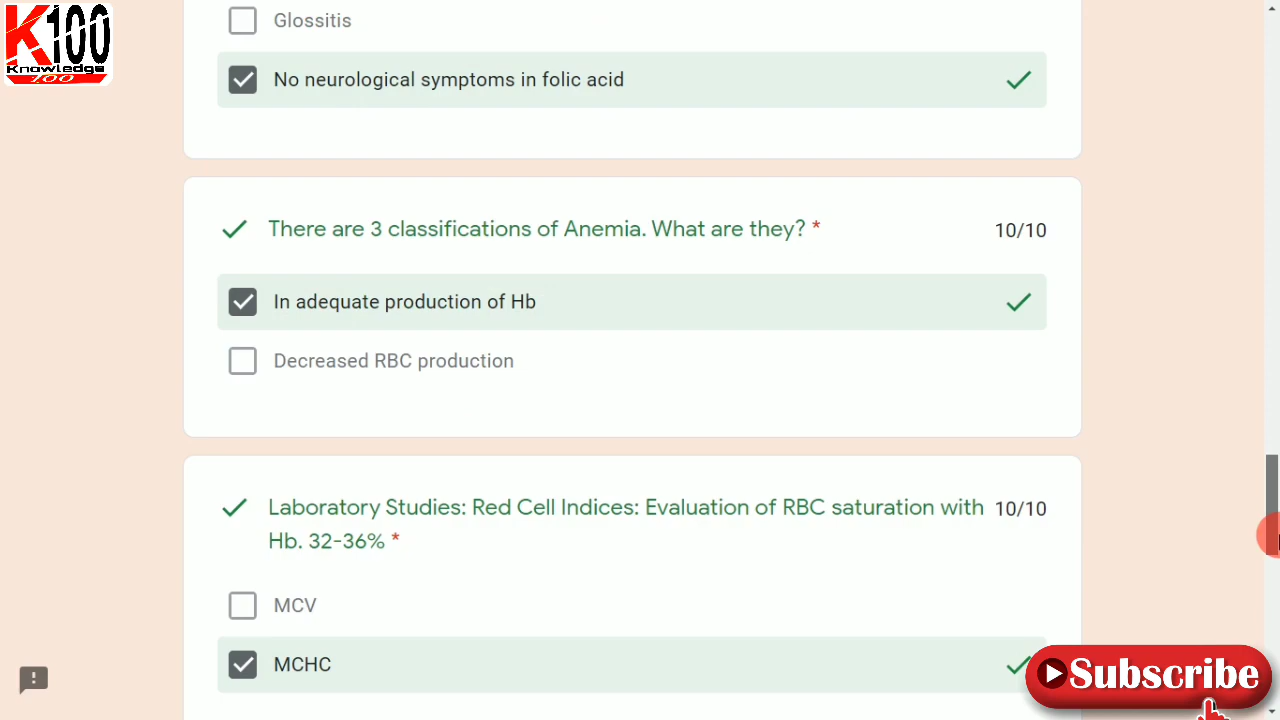 K100
Knowledge
100
Glossitis
No neurological symptoms in folic acid
There are 3 classifications of Anemia. What are they? *
10/10
In adequate production of Hb
Decreased RBC production
Laboratory Studies: Red Cell Indices: Evaluation of RBC saturation with
10/10
Hb. 32-36% *
MCV
MCHC
Subscribe